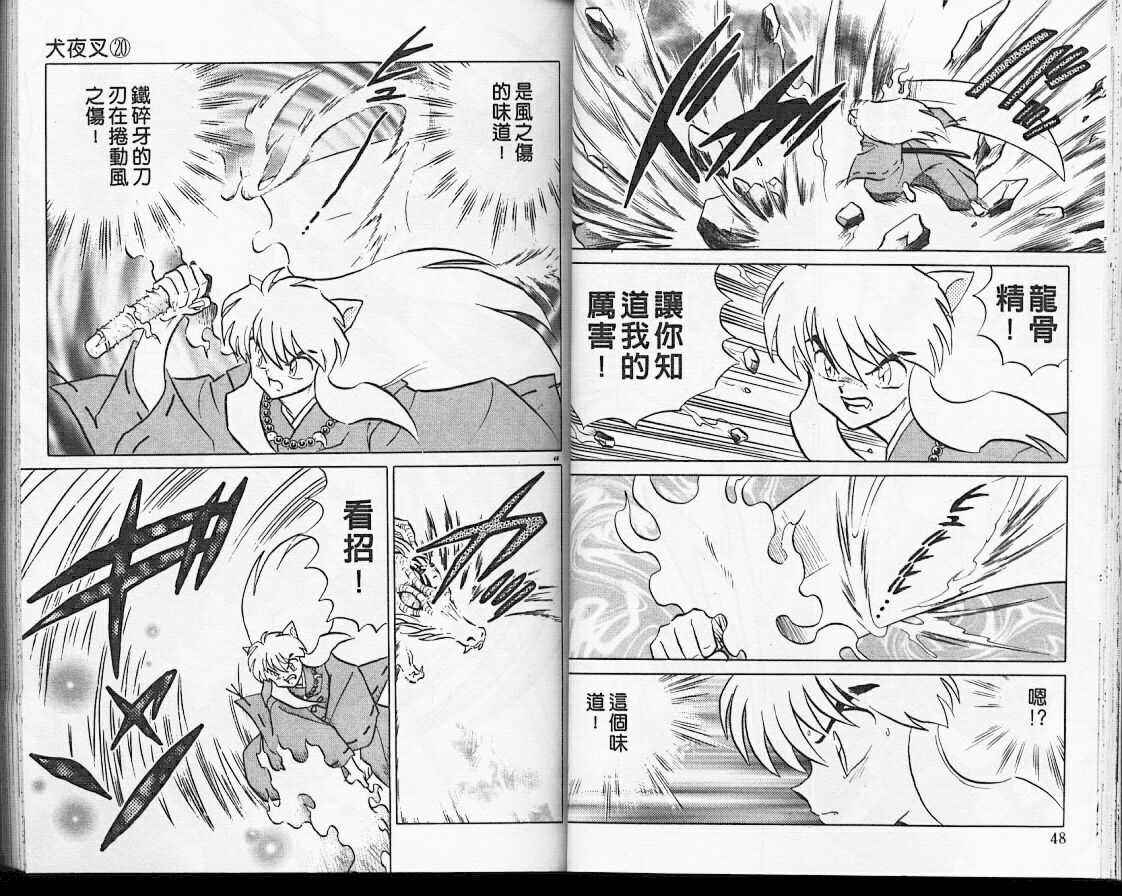 ドドド
龍骨
精！
讓你知
道我的
厲害！
嗯!?
這個味
道！
48
犬夜叉⑳
是風之傷
的味道！
鐵碎牙的刀
刃在捲動風
之傷！
看招！